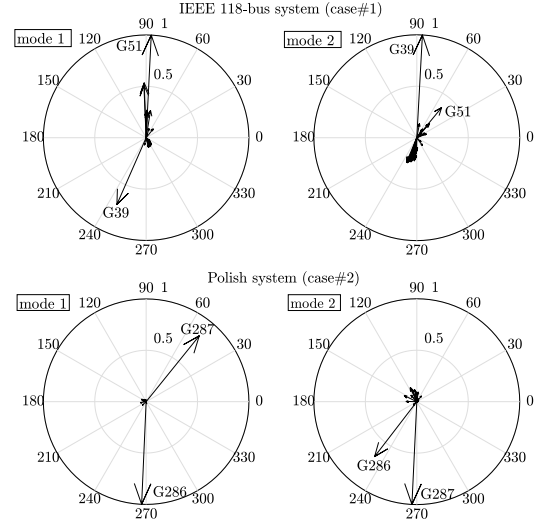 IEEE 118-bus system (case#1)
mode 1
90 1
120 60
G51
150 0.5 30
180 0
210 G39 330
240 300
270
mode 2
90 1
120 60
G39
150 0.5 30
G51
180 0
210 330
240 300
270
Polish system (case#2)
mode 1
90 1
120 60
G287
150 0.5 30
180 0
210 330
240 G286 300
270
mode 2
90 1
120 60
150 0.5 30
180 0
210 G286 330
240 G287 300
270